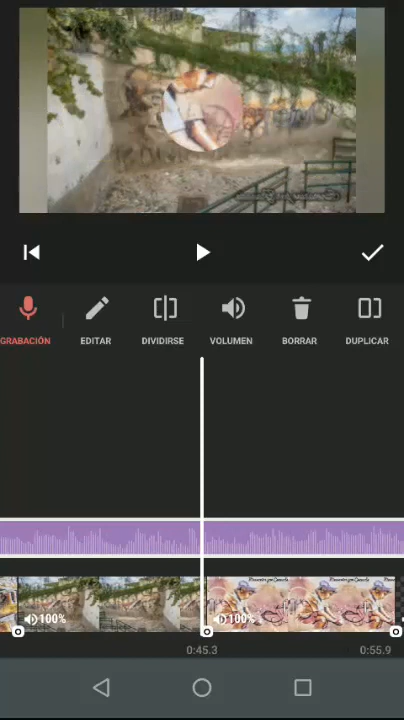 GRABACIÓN
EDITAR
DIVIDIRSE
VOLUMEN
BORRAR
DUPLICAR
100%
100%
0:45.3
0:55.9